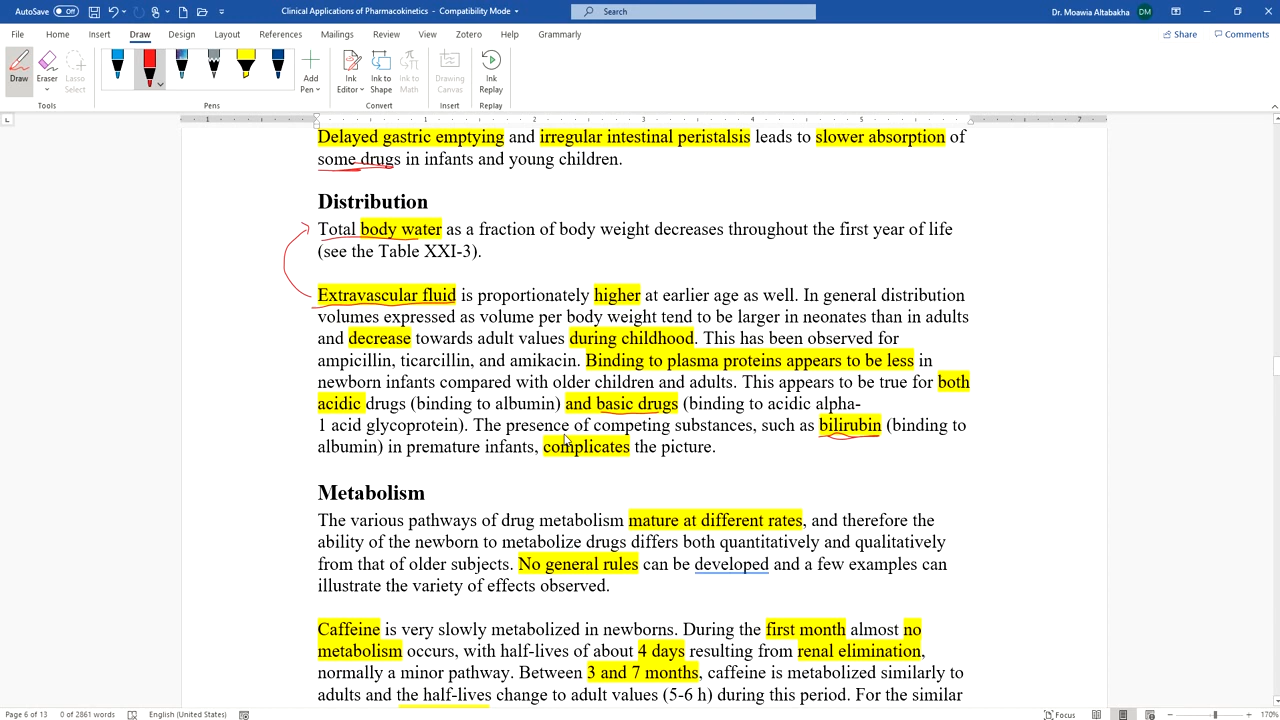 AutoSave Off
Clinical Applications of Pharmacokinetics - Compatibility Mode
Search
Dr. Moawia Altabakha DM
File Home Insert Draw Design Layout References Mailings Review View Zotero Help Grammarly Share Comments
Draw Eraser Lasso Select Add Pen Ink Editor Ink to Shape Ink to Math Drawing Canvas Ink Replay
Tools Pens Convert Insert Replay
1 1 2 3 4 5 7
Delayed gastric emptying and irregular intestinal peristalsis leads to slower absorption of
some drugs in infants and young children.
Distribution
Total body water as a fraction of body weight decreases throughout the first year of life
(see the Table XXI-3).
Extravascular fluid is proportionately higher at earlier age as well. In general distribution
volumes expressed as volume per body weight tend to be larger in neonates than in adults
and decrease towards adult values during childhood. This has been observed for
ampicillin, ticarcillin, and amikacin. Binding to plasma proteins appears to be less in
newborn infants compared with older children and adults. This appears to be true for both
acidic drugs (binding to albumin) and basic drugs (binding to acidic alpha-
1 acid glycoprotein). The presence of competing substances, such as bilirubin (binding to
albumin) in premature infants, complicates the picture.
Metabolism
The various pathways of drug metabolism mature at different rates, and therefore the
ability of the newborn to metabolize drugs differs both quantitatively and qualitatively
from that of older subjects. No general rules can be developed and a few examples can
illustrate the variety of effects observed.
Caffeine is very slowly metabolized in newborns. During the first month almost no
metabolism occurs, with half-lives of about 4 days resulting from renal elimination,
normally a minor pathway. Between 3 and 7 months, caffeine is metabolized similarly to
adults and the half-lives change to adult values (5-6 h) during this period. For the similar
Page 6 of 13 0 of 2861 words English (United States) Focus 170%